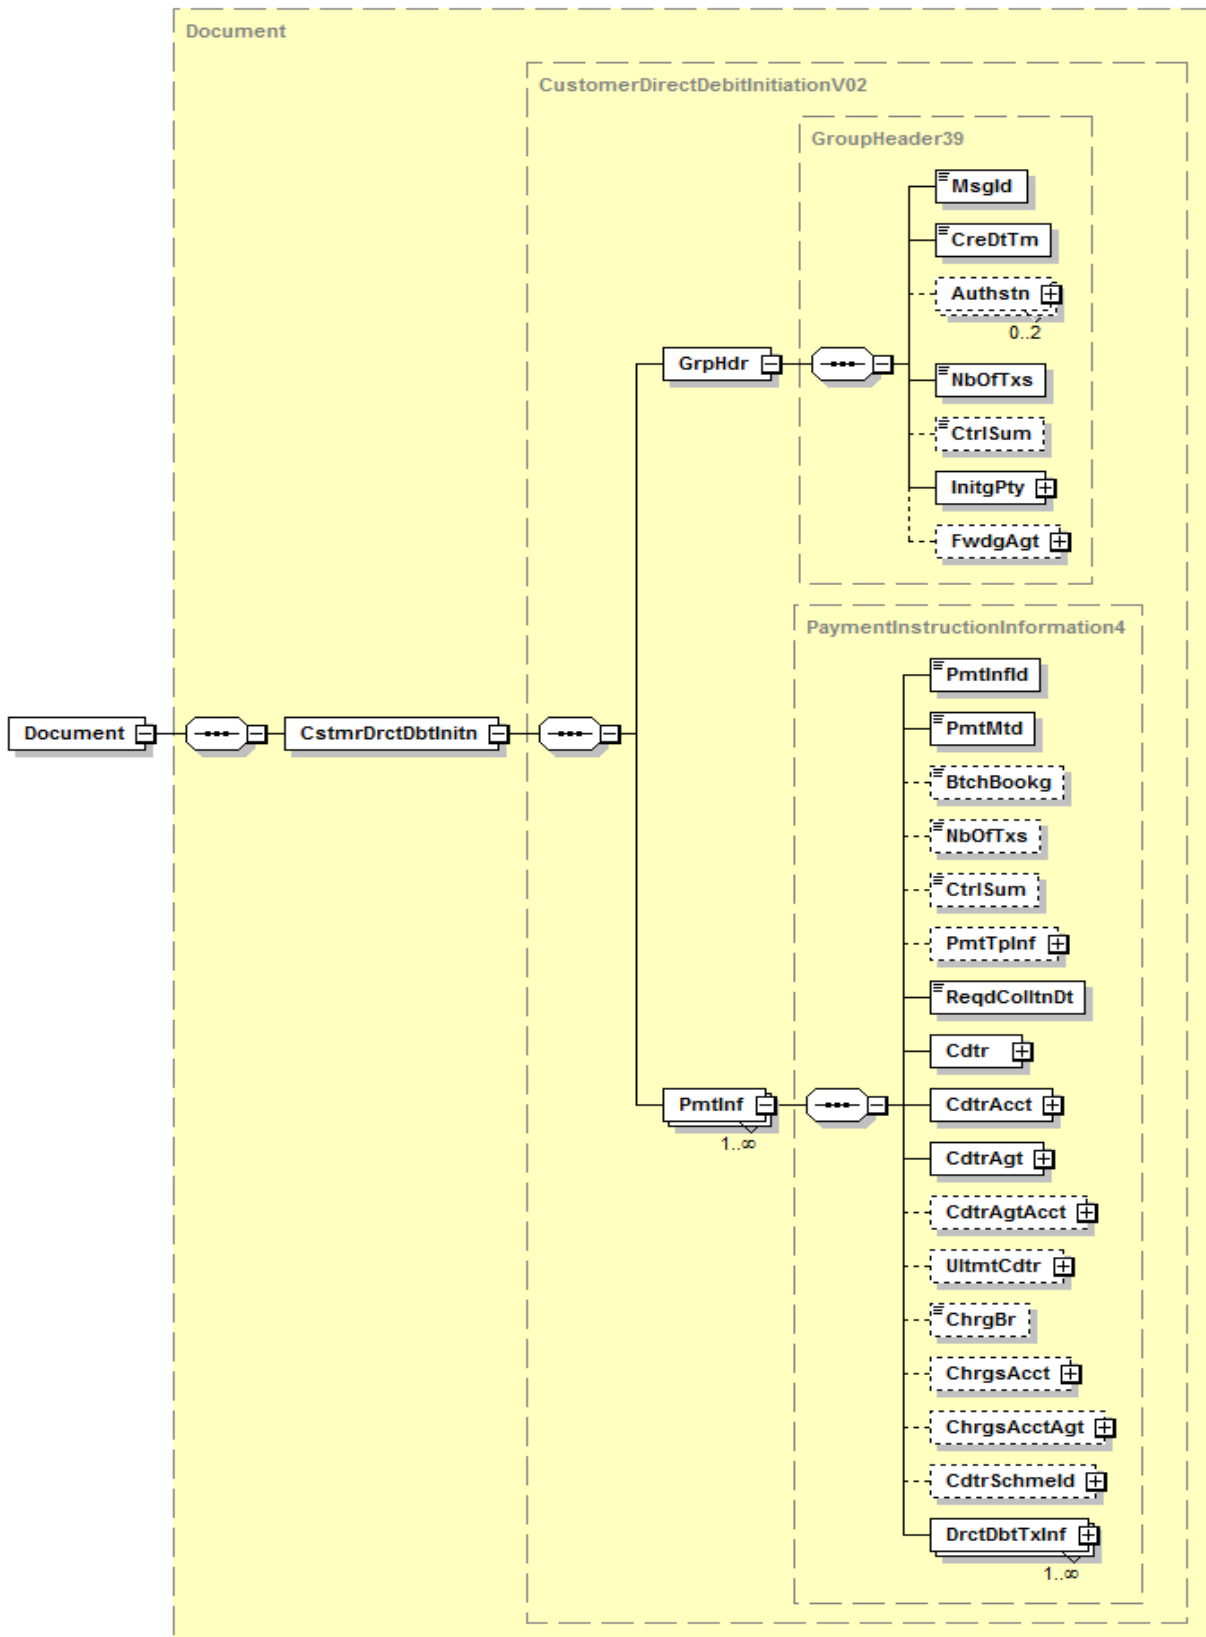 Document
CustomerDirectDebitInitiationV02
GroupHeader39
MsgId
CreDtTm
Authstn
0..2
GrpHdr
NbOfTxs
CtrlSum
InitgPty
FwdgAgt
PaymentInstructionInformation4
PmtInfId
PmtMtd
Document
CstmrDrctDbtInitn
BtchBookg
NbOfTxs
CtrlSum
PmtTpInf
ReqdColltnDt
Cdtr
PmtInf
1..∞
CdtrAcct
CdtrAgt
CdtrAgtAcct
UltmtCdtr
ChrgBr
ChrgsAcct
ChrgsAcctAgt
CdtrSchmeId
DrctDbtTxInf
1..∞